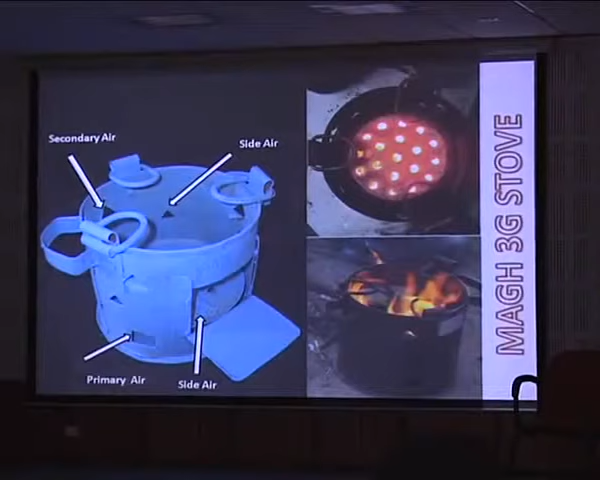 Secondary Air
Side Air
Primary Air
Side Air
MAGH 3G STOVE